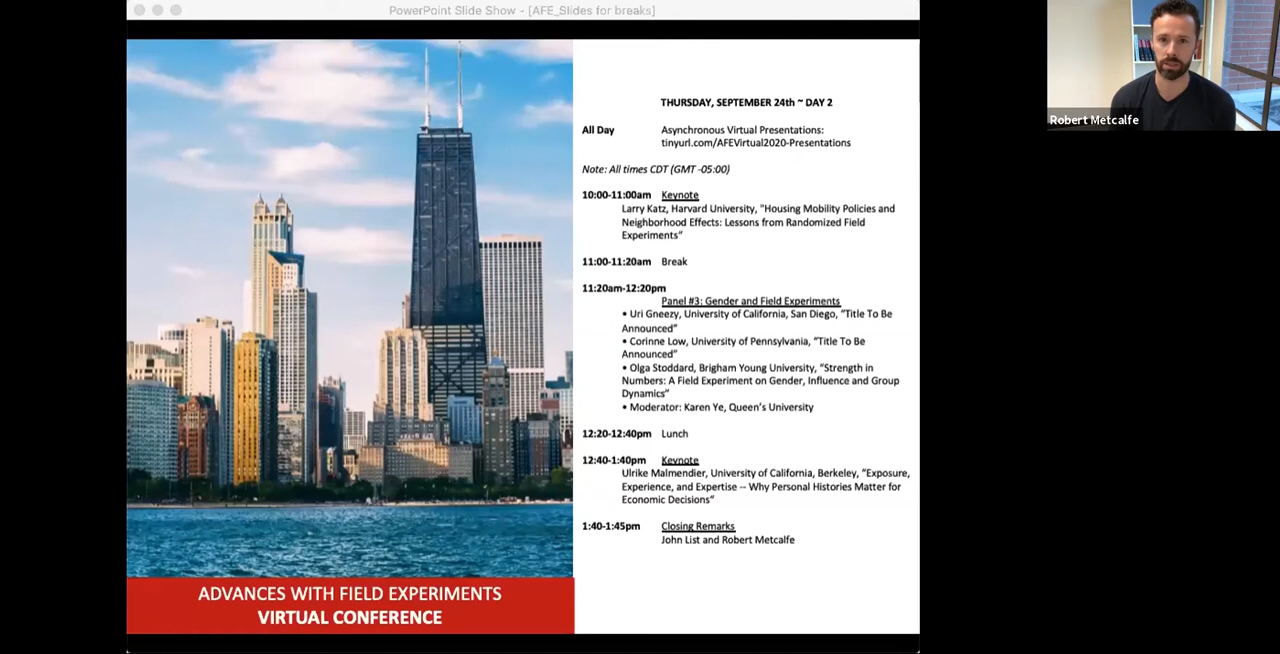 PowerPoint Slide Show - [AFE_Slides for breaks]
THURSDAY, SEPTEMBER 24th ~ DAY 2
All Day Asynchronous Virtual Presentations:
tinyurl.com/AFEVirtual2020-Presentations
Note: All times CDT (GMT -05:00)
10:00-11:00am Keynote
Larry Katz, Harvard University, "Housing Mobility Policies and
Neighborhood Effects: Lessons from Randomized Field
Experiments"
11:00-11:20am Break
11:20am-12:20pm
Panel #3: Gender and Field Experiments
• Uri Gneezy, University of California, San Diego, "Title To Be
Announced"
• Corinne Low, University of Pennsylvania, "Title To Be
Announced"
• Olga Stoddard, Brigham Young University, "Strength in
Numbers: A Field Experiment on Gender, Influence and Group
Dynamics"
• Moderator: Karen Ye, Queen's University
12:20-12:40pm Lunch
12:40-1:40pm Keynote
Ulrike Malmendier, University of California, Berkeley, "Exposure,
Experience, and Expertise -- Why Personal Histories Matter for
Economic Decisions"
1:40-1:45pm Closing Remarks
John List and Robert Metcalfe
ADVANCES WITH FIELD EXPERIMENTS
VIRTUAL CONFERENCE
Robert Metcalfe